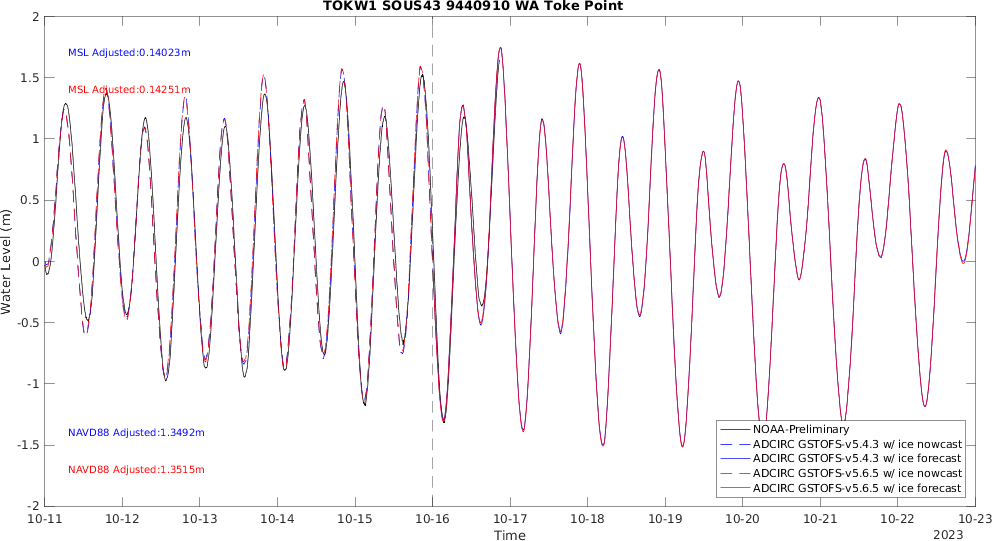 TOKW1 SOUS43 9440910 WA Toke Point
2
1.5
1
0.5
0
-0.5
-1
-1.5
-2
Water Level (m)
MSL Adjusted:0.14023m
MSL Adjusted:0.14251m
NAVD88 Adjusted:1.3492m
NAVD88 Adjusted:1.3515m
NOAA-Preliminary
ADCIRC GSTOFS-v5.4.3 w/ ice nowcast
ADCIRC GSTOFS-v5.4.3 w/ ice forecast
ADCIRC GSTOFS-v5.6.5 w/ ice nowcast
ADCIRC GSTOFS-v5.6.5 w/ ice forecast
10-11 10-12 10-13 10-14 10-15 10-16 10-17 10-18 10-19 10-20 10-21 10-22 10-23
Time
2023